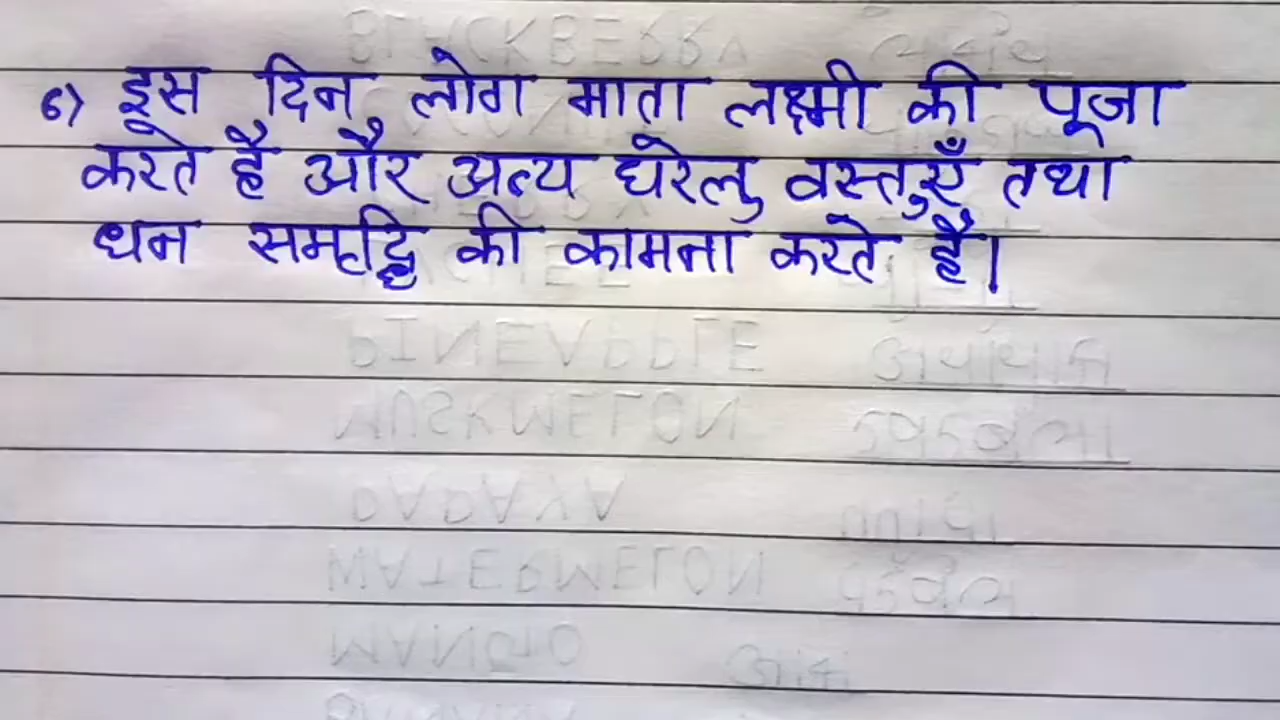 6) इस दिन लोग माता लक्ष्मी की पूजा
करते है और अन्य घरेलु वस्तुएँ तथा
धन समृद्धि की कामना करते है।